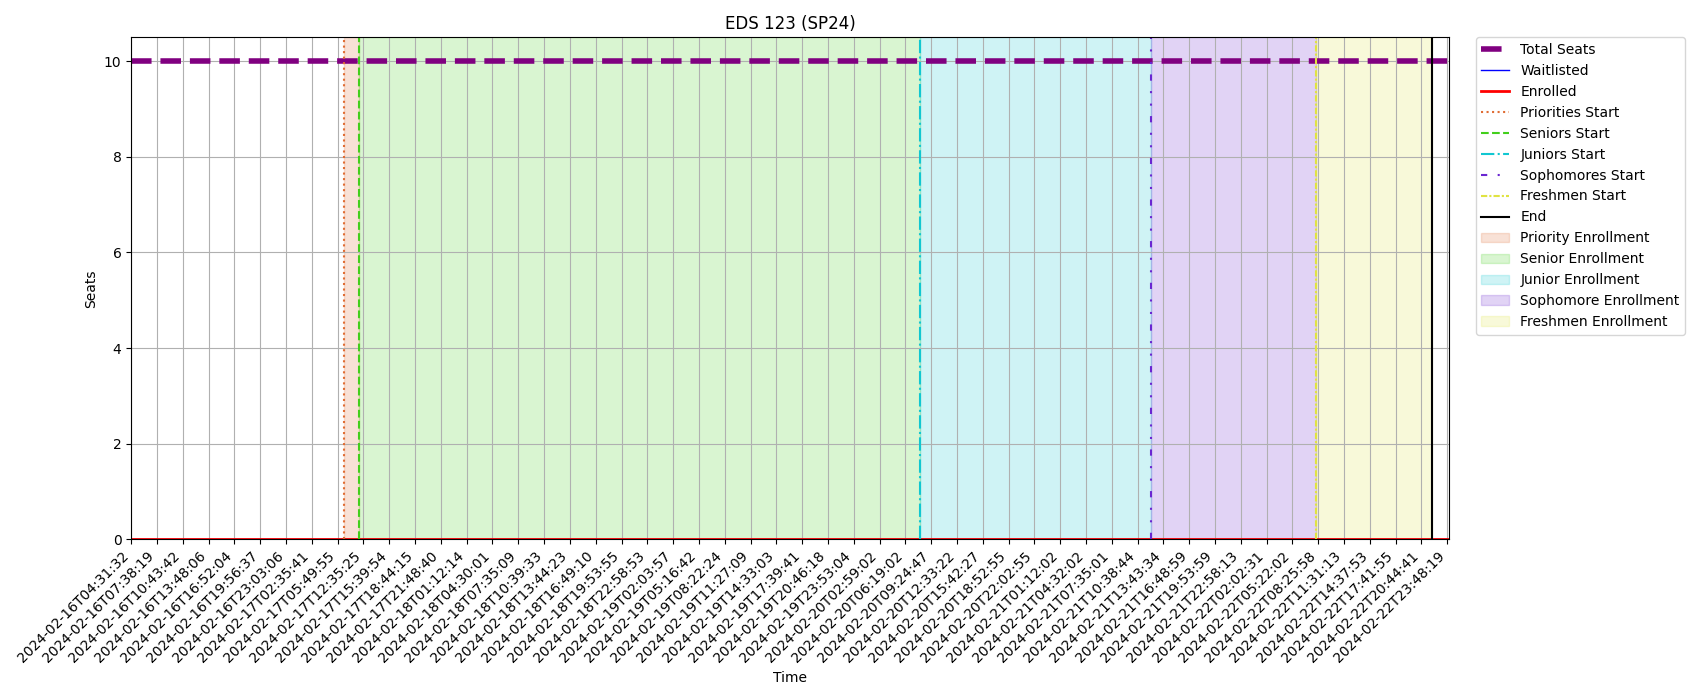 EDS 123 (SP24)
10
8
6
4
2
0
Seats
2024-02-16T04:31:32
2024-02-16T07:38:19
2024-02-16T10:43:42
2024-02-16T13:48:06
2024-02-16T16:52:04
2024-02-16T19:56:37
2024-02-16T23:03:06
2024-02-17T02:35:41
2024-02-17T05:49:55
2024-02-17T12:35:25
2024-02-17T15:39:54
2024-02-17T18:44:15
2024-02-17T21:48:40
2024-02-18T01:12:14
2024-02-18T04:30:01
2024-02-18T07:35:09
2024-02-18T10:39:33
2024-02-18T13:44:23
2024-02-18T16:49:10
2024-02-18T19:53:55
2024-02-18T22:58:53
2024-02-19T02:03:57
2024-02-19T05:16:42
2024-02-19T08:22:24
2024-02-19T11:27:09
2024-02-19T14:33:03
2024-02-19T17:39:41
2024-02-19T20:46:18
2024-02-19T23:53:04
2024-02-20T02:59:02
2024-02-20T06:19:02
2024-02-20T09:24:47
2024-02-20T12:33:22
2024-02-20T15:42:27
2024-02-20T18:52:55
2024-02-20T22:02:55
2024-02-21T01:12:02
2024-02-21T04:32:02
2024-02-21T07:35:01
2024-02-21T10:38:44
2024-02-21T13:43:34
2024-02-21T16:48:59
2024-02-21T19:53:59
2024-02-21T22:58:13
2024-02-22T02:02:31
2024-02-22T05:22:02
2024-02-22T08:25:58
2024-02-22T11:31:13
2024-02-22T14:37:53
2024-02-22T17:41:55
2024-02-22T20:44:41
2024-02-22T23:48:19
Time
Total Seats
Waitlisted
Enrolled
Priorities Start
Seniors Start
Juniors Start
Sophomores Start
Freshmen Start
End
Priority Enrollment
Senior Enrollment
Junior Enrollment
Sophomore Enrollment
Freshmen Enrollment